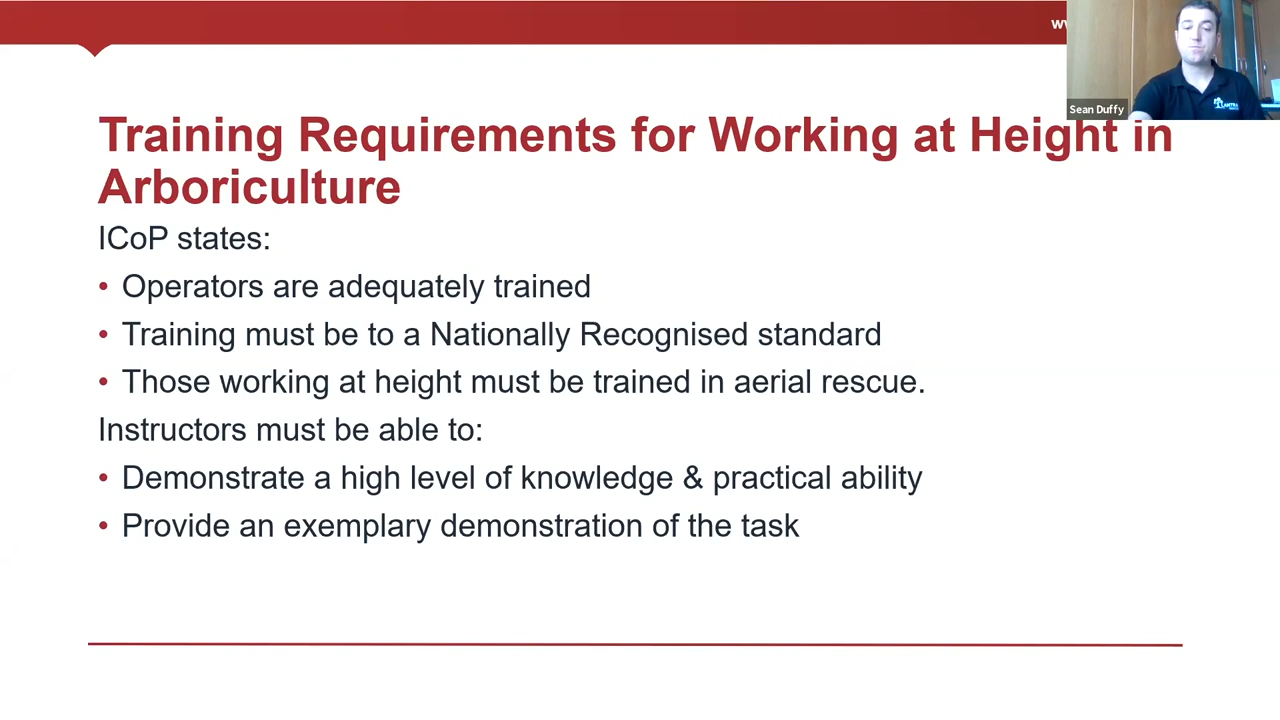 Sean Duffy
Training Requirements for Working at Height in
Arboriculture
ICoP states:
• Operators are adequately trained
• Training must be to a Nationally Recognised standard
• Those working at height must be trained in aerial rescue.
Instructors must be able to:
• Demonstrate a high level of knowledge & practical ability
• Provide an exemplary demonstration of the task